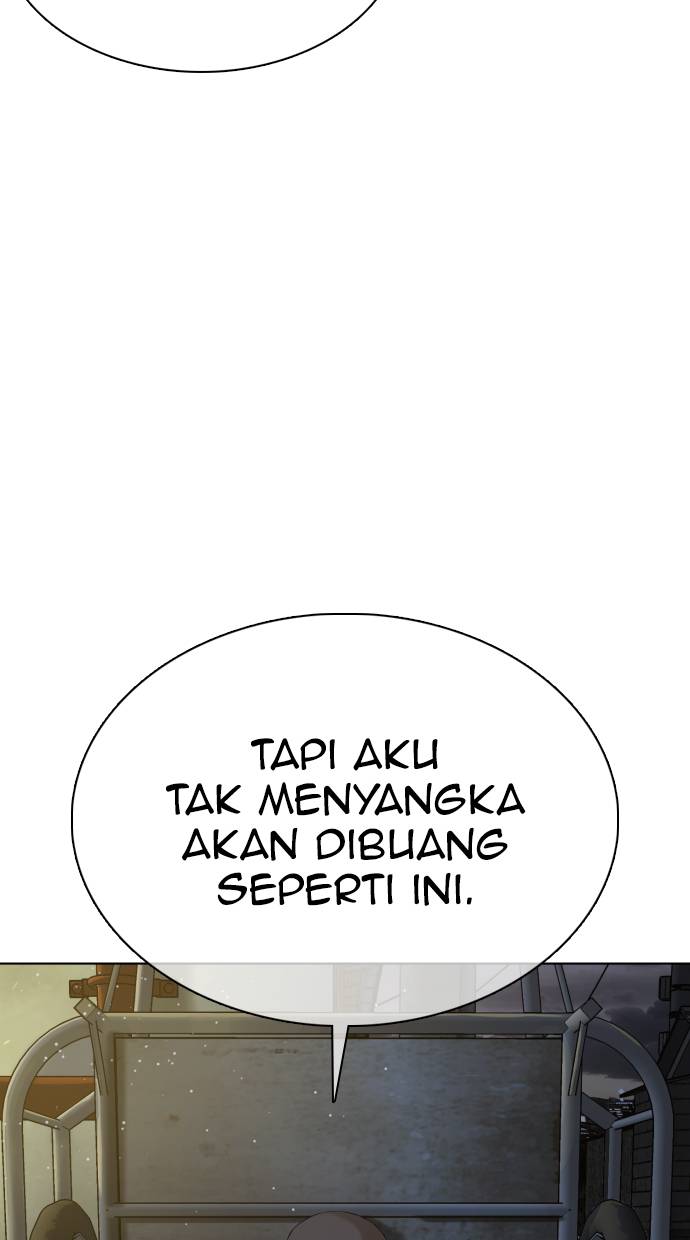 TAPI AKU
TAK MENYANGKA
AKAN DIBUANG
SEPERTI INI.